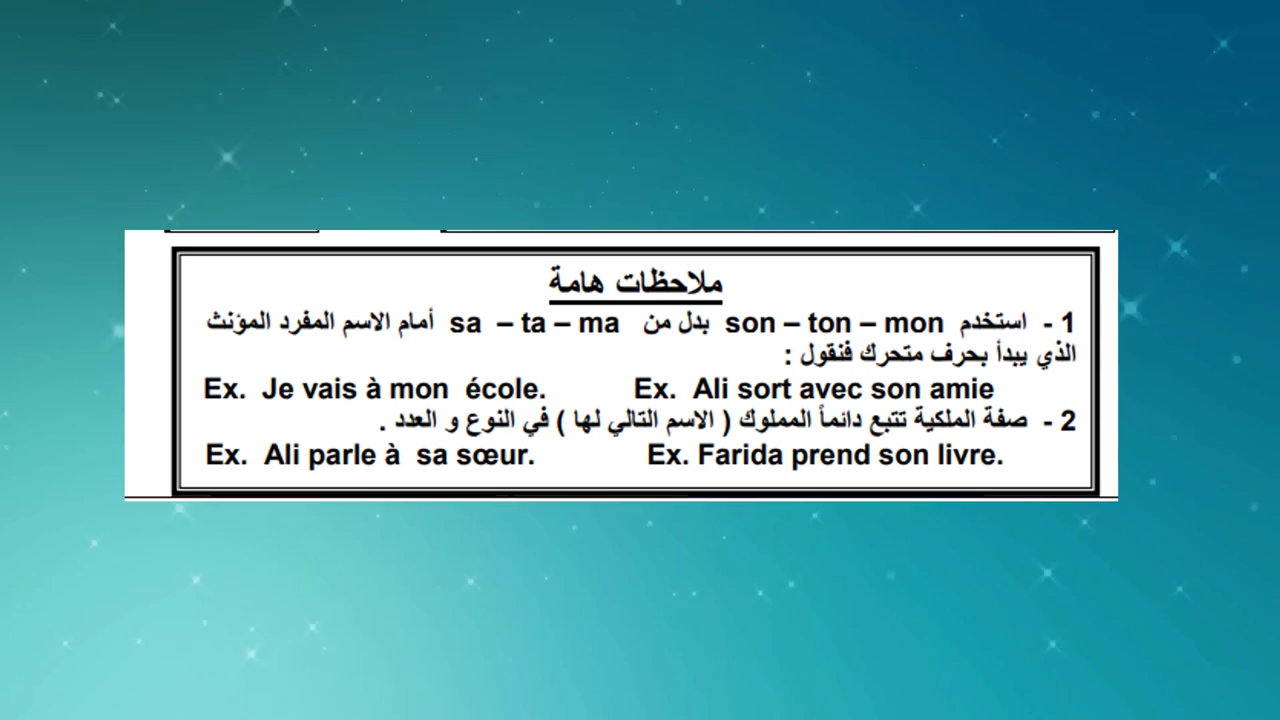 ملاحظات هامة
1 - استخدم son – ton – mon بدل من sa – ta – ma أمام الاسم المفرد المؤنث
الذي يبدأ بحرف متحرك فنقول :
Ex. Je vais à mon école. Ex. Ali sort avec son amie
2 - صفة الملكية تتبع دائماً المملوك ( الاسم التالي لها ) في النوع و العدد .
Ex. Ali parle à sa sœur. Ex. Farida prend son livre.